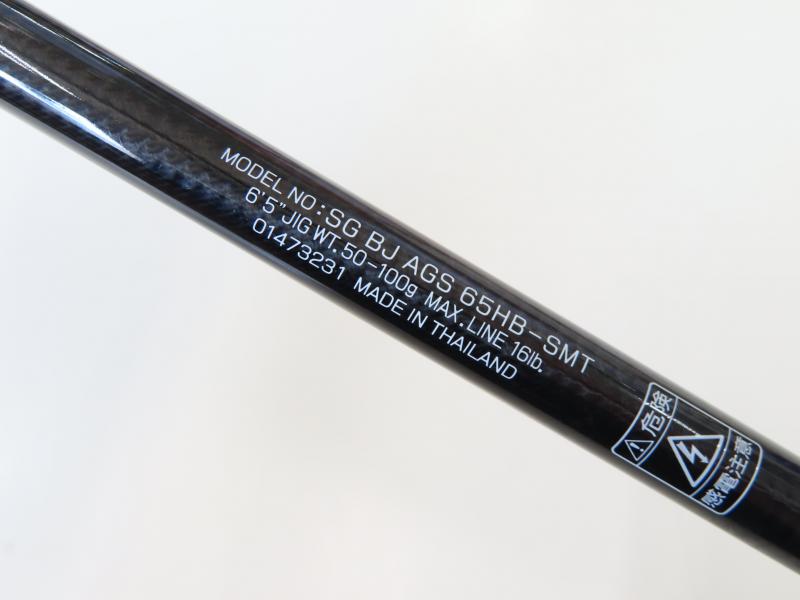 MODEL NO:SG BJ AGS 65HB-SMT
6'5" JIG WT.50-100g MAX.LINE 16lb.
01473231 MADE IN THAILAND
危険
感電注意